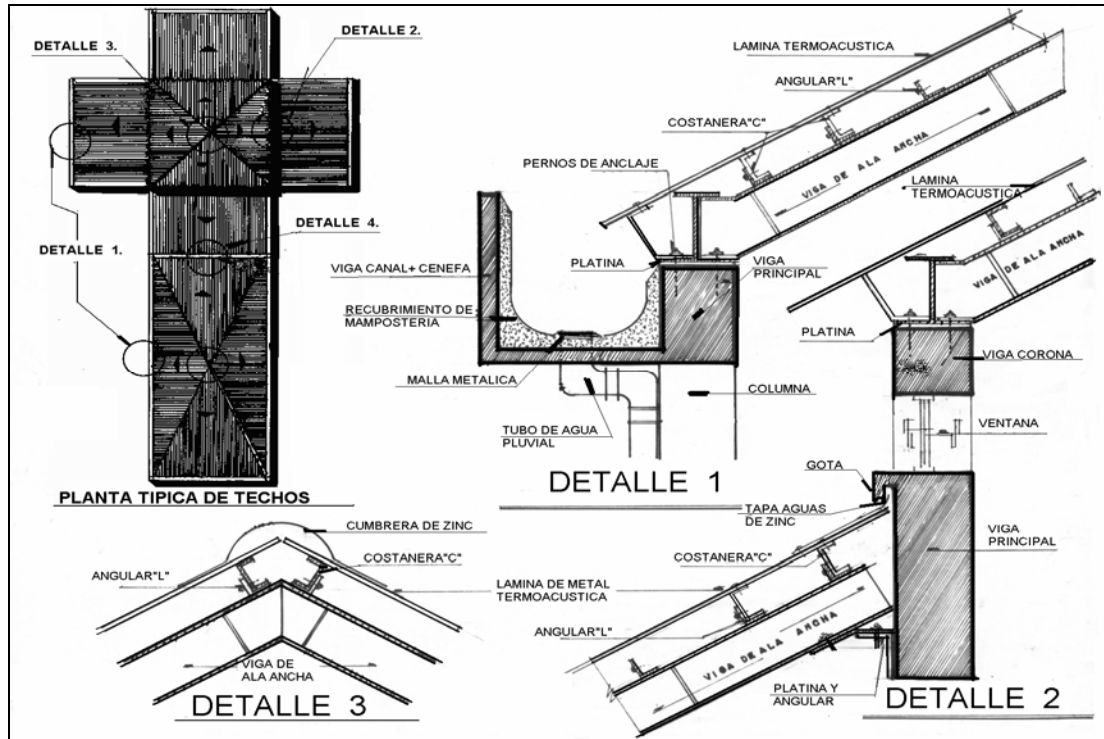 DETALLE 3.
DETALLE 2.
DETALLE 1.
DETALLE 4.
PLANTA TIPICA DE TECHOS
LAMINA TERMOACUSTICA
ANGULAR"L"
COSTANERA"C"
PERNOS DE ANCLAJE
VIGA DE ALA ANCHA
PLATINA
VIGA
PRINCIPAL
VIGA CANAL+ CENEFA
RECUBRIMIENTO DE
MAMPOSTERIA
MALLA METALICA
COLUMNA
TUBO DE AGUA
PLUVIAL
DETALLE 1
LAMINA
TERMOACUSTICA
VIGA DE ALA ANCHA
PLATINA
VIGA CORONA
VENTANA
GOTA
TAPA AGUAS
DE ZINC
VIGA
PRINCIPAL
COSTANERA"C"
LAMINA DE METAL
TERMOACUSTICA
ANGULAR"L"
VIGA DE ALA ANCHA
PLATINA Y
ANGULAR
DETALLE 2
CUMBRERA DE ZINC
COSTANERA"C"
ANGULAR"L"
VIGA DE
ALA ANCHA
DETALLE 3